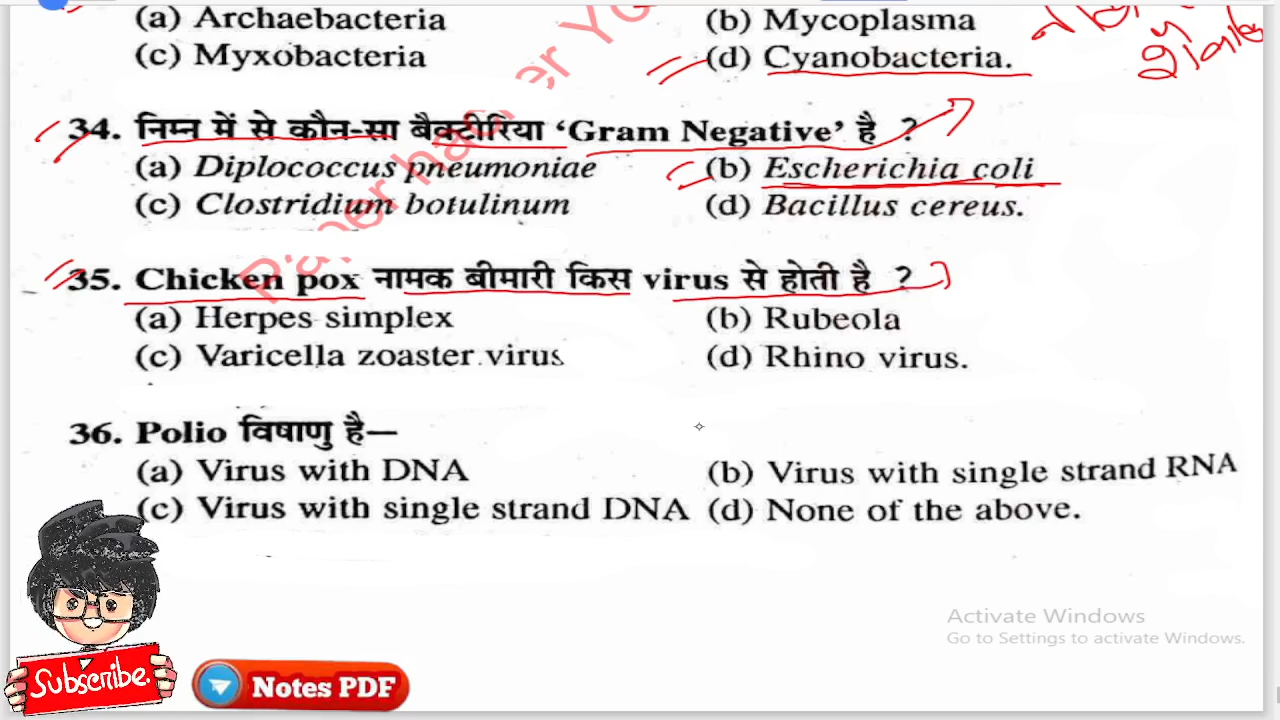 (a) Archaebacteria (b) Mycoplasma
(c) Myxobacteria (d) Cyanobacteria.
34. निम्न में से कौन-सा बैक्टीरिया ‘Gram Negative’ है ?
(a) Diplococcus pneumoniae (b) Escherichia coli
(c) Clostridium botulinum (d) Bacillus cereus.
35. Chicken pox नामक बीमारी किस virus से होती है ?
(a) Herpes simplex (b) Rubeola
(c) Varicella zoaster virus (d) Rhino virus.
36. Polio विषाणु है—
(a) Virus with DNA (b) Virus with single strand RNA
(c) Virus with single strand DNA (d) None of the above.
Activate Windows
Go to Settings to activate Windows.
Subscribe.
Notes PDF